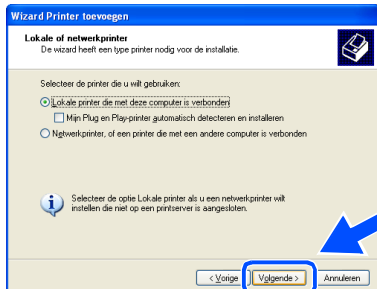 Wizard Printer toevoegen
Lokale of netwerkprinter
De wizard heeft een type printer nodig voor de installatie.
Selecteer de printer die u wilt gebruiken:
Lokale printer die met deze computer is verbonden
Mijn Plug en Play-printer automatisch detecteren en installeren
Netwerkprinter, of een printer die met een andere computer is verbonden
Selecteer de optie Lokale printer als u een netwerkprinter wilt
instellen die niet op een printserver is aangesloten.
< Vorige Volgende > Annuleren